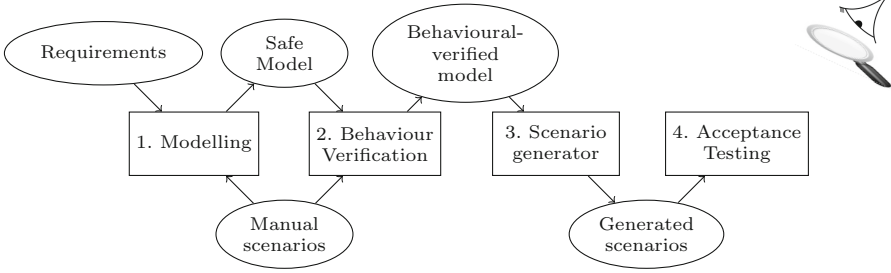 Requirements
Safe
Model
Behavioural-
verified
model
1. Modelling
2. Behaviour
Verification
3. Scenario
generator
4. Acceptance
Testing
Manual
scenarios
Generated
scenarios